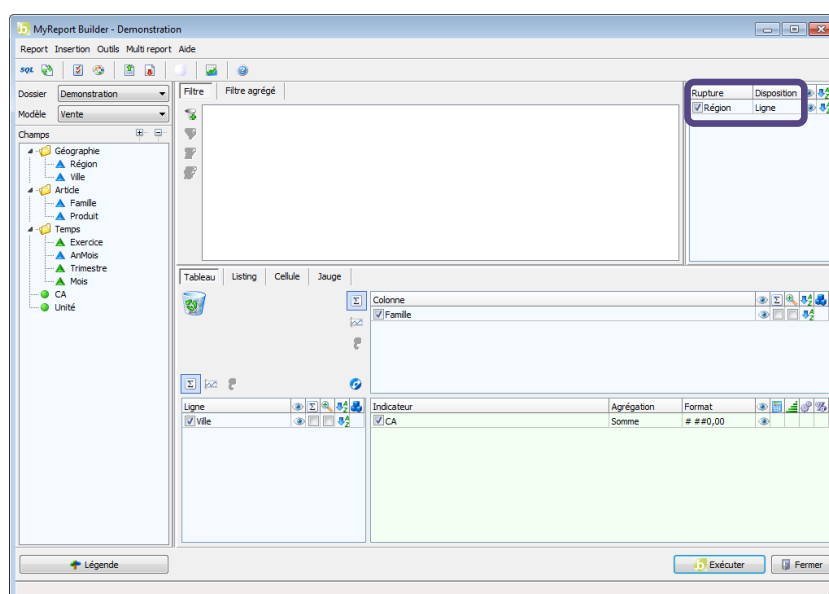 MyReport Builder - Demonstration
Report Insertion Outils Multi report Aide
SQL
Dossier Demonstration
Modèle Vente
Champs
Géographie
Région
Ville
Article
Famille
Produit
Temps
Exercice
AnMois
Trimestre
Mois
CA
Unité
Légende
Filtre Filtre agrégé
Rupture Disposition
Région Ligne
Tableau Listing Cellule Jauge
Colonne
Famille
Ligne
Ville
Indicateur Agrégation Format
CA Somme # ##0,00
Exécuter Fermer